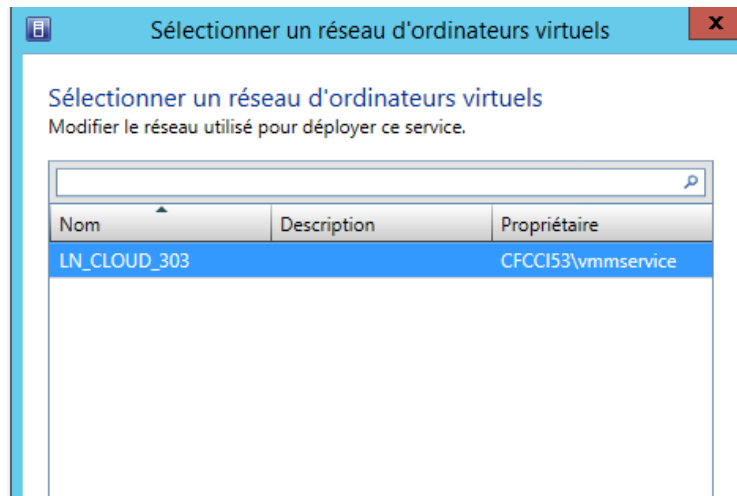 Sélectionner un réseau d'ordinateurs virtuels
x
Sélectionner un réseau d'ordinateurs virtuels
Modifier le réseau utilisé pour déployer ce service.
Nom Description Propriétaire
LN_CLOUD_303 CFCCI53\vmmservice